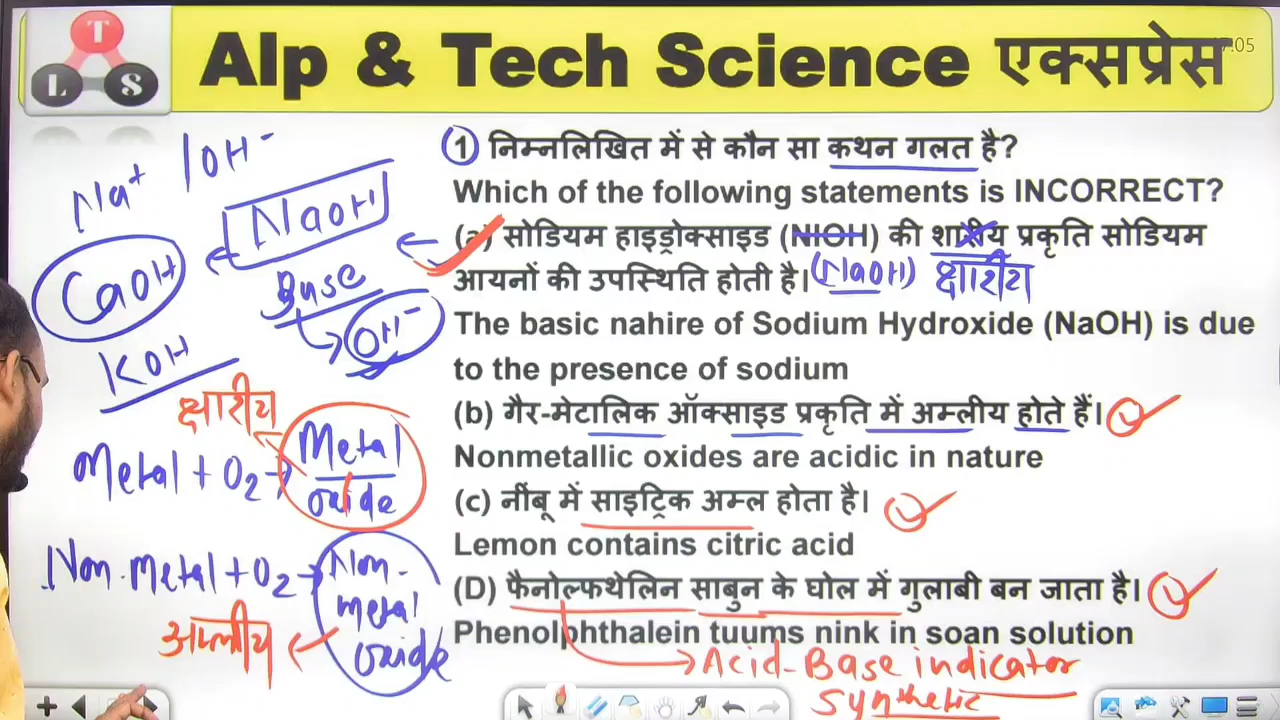 T
L S
Alp & Tech Science एक्सप्रेस
:05
1 निम्नलिखित में से कौन सा कथन गलत है?
Which of the following statements is INCORRECT?
(a) सोडियम हाइड्रोक्साइड (NIOH) की प्रकृति सोडियम
आयनों की उपस्थिति होती है। (NaOH) क्षारीय
The basic nahire of Sodium Hydroxide (NaOH) is due
to the presence of sodium
(b) गैर-मेटालिक ऑक्साइड प्रकृति में अम्लीय होते हैं।
Nonmetallic oxides are acidic in nature
(c) नींबू में साइट्रिक अम्ल होता है।
Lemon contains citric acid
(D) फैनोल्फथेलिन साबुन के घोल में गुलाबी बन जाता है।
Phenolphthalein tuums nink in soan solution
Acid-Base indicator
Synthetic
Na+ / OH-
NaOH
CaOH
Base
OH-
KOH
क्षारीय
Metal + O2 → Metal
oxide
Non-metal + O2 → Non-
metal
oxide
अम्लीय